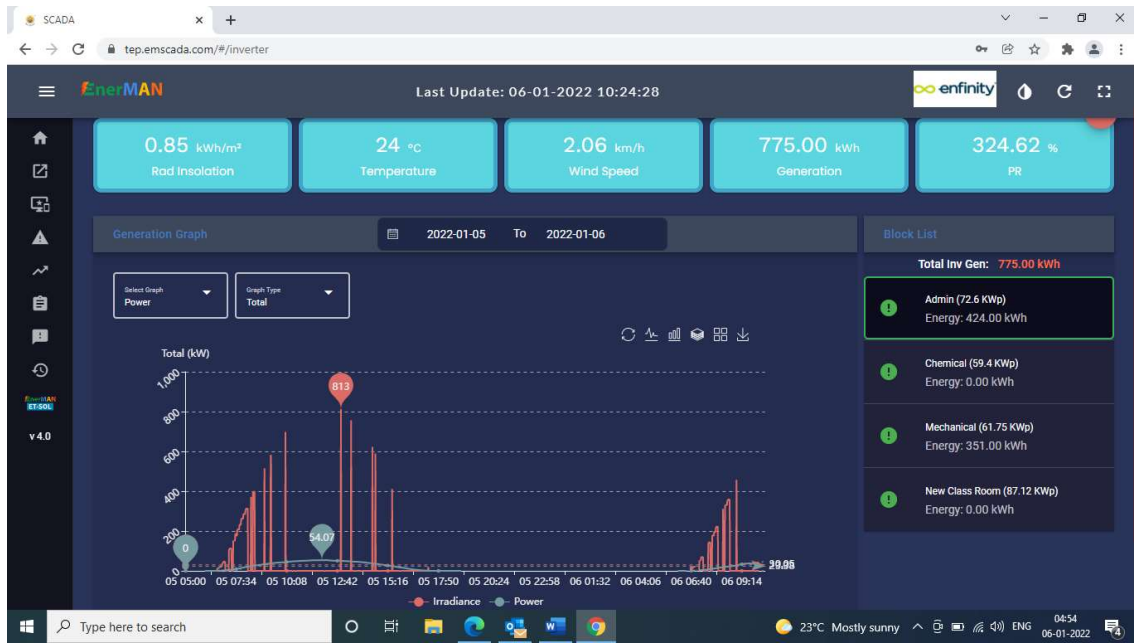 SCADA
tep.emscada.com/#/inverter
EnerMAN
Last Update: 06-01-2022 10:24:28
enfinity
0.85 kWh/m²
Rad Insolation
24 °C
Temperature
2.06 km/h
Wind Speed
775.00 kWh
Generation
324.62 %
PR
Generation Graph
2022-01-05 To 2022-01-06
Block List
Total Inv Gen: 775.00 kWh
Select Graph
Power
Graph Type
Total
Admin (72.6 KWp)
Energy: 424.00 kWh
Chemical (59.4 KWp)
Energy: 0.00 kWh
Mechanical (61.75 KWp)
Energy: 351.00 kWh
New Class Room (87.12 KWp)
Energy: 0.00 kWh
EnerMAN
ET-SOL
v 4.0
Total (kW)
1,000
800
600
400
200
0
813
54.07
0
05 05:00 05 07:34 05 10:08 05 12:42 05 15:16 05 17:50 05 20:24 05 22:58 06 01:32 06 04:06 06 06:40 06 09:14
Irradiance Power
Type here to search
23°C Mostly sunny
ENG
04:54
06-01-2022
4